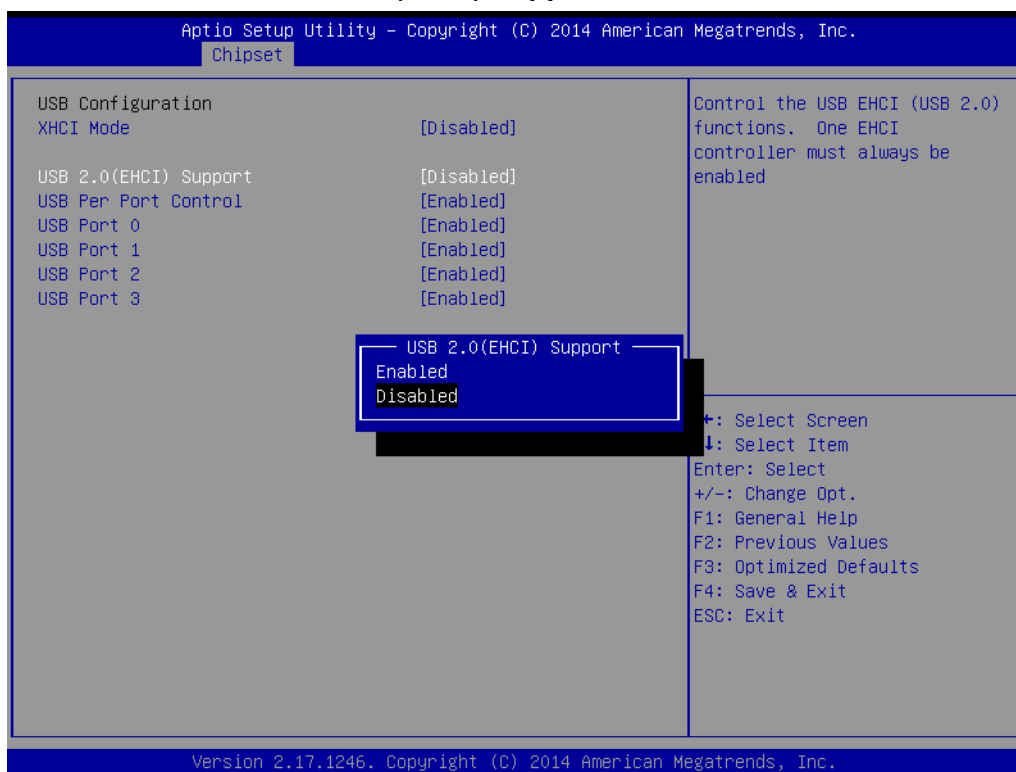 Aptio Setup Utility – Copyright (C) 2014 American Megatrends, Inc.
Chipset
USB Configuration
XHCI Mode [Disabled]
USB 2.0(EHCI) Support [Disabled]
USB Per Port Control [Enabled]
USB Port 0 [Enabled]
USB Port 1 [Enabled]
USB Port 2 [Enabled]
USB Port 3 [Enabled]
USB 2.0(EHCI) Support
Enabled
Disabled
Control the USB EHCI (USB 2.0)
functions. One EHCI
controller must always be
enabled
: Select Screen
: Select Item
Enter: Select
+/-: Change Opt.
F1: General Help
F2: Previous Values
F3: Optimized Defaults
F4: Save & Exit
ESC: Exit
Version 2.17.1246. Copyright (C) 2014 American Megatrends, Inc.